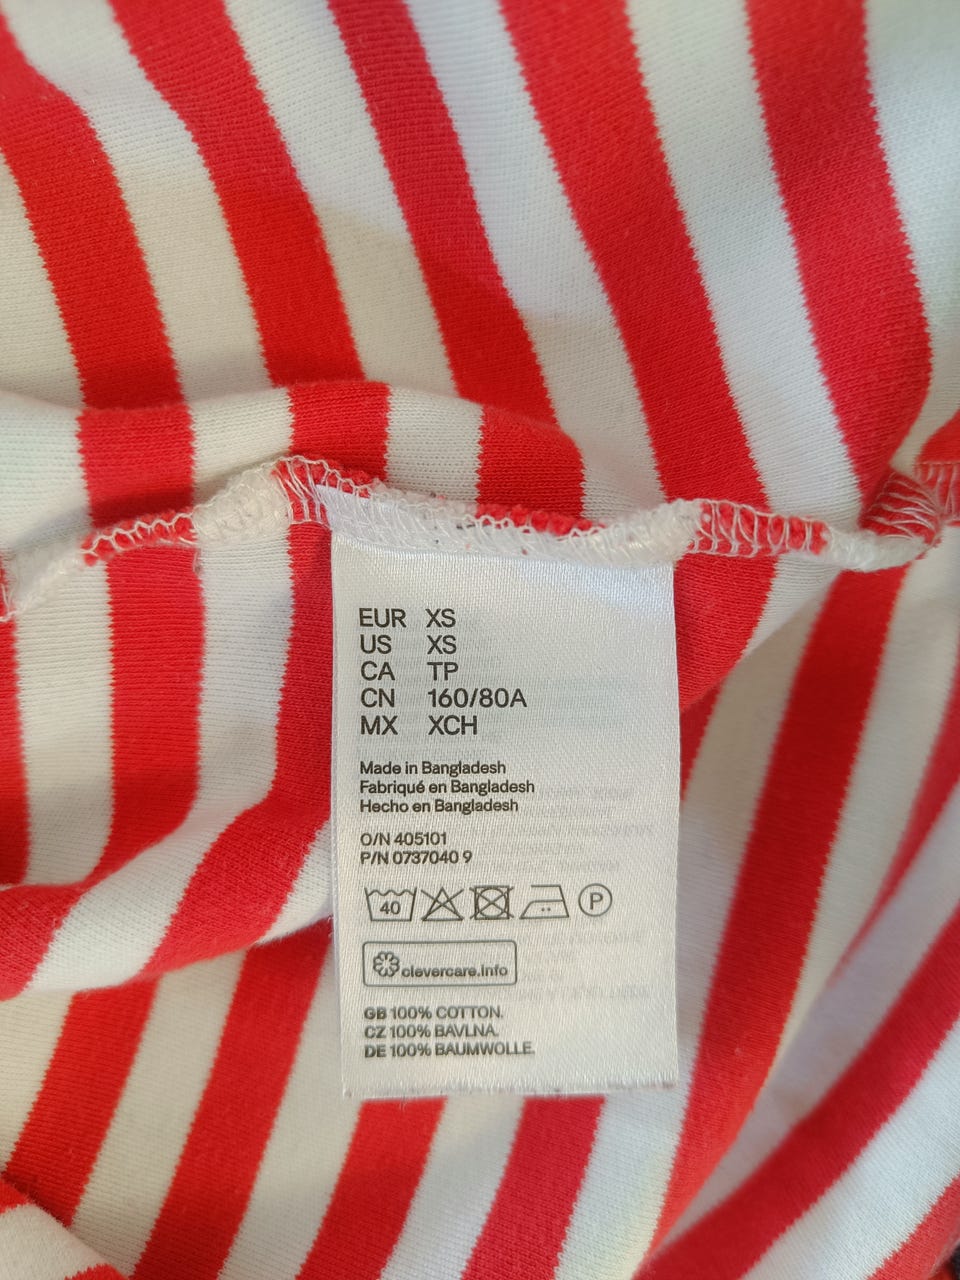 EUR XS
US XS
CA TP
CN 160/80A
MX XCH
Made in Bangladesh
Fabriqué en Bangladesh
Hecho en Bangladesh
O/N 405101
P/N 0737040 9
40 P
clevercare.info
GB 100% COTTON.
CZ 100% BAVLNA.
DE 100% BAUMWOLLE.